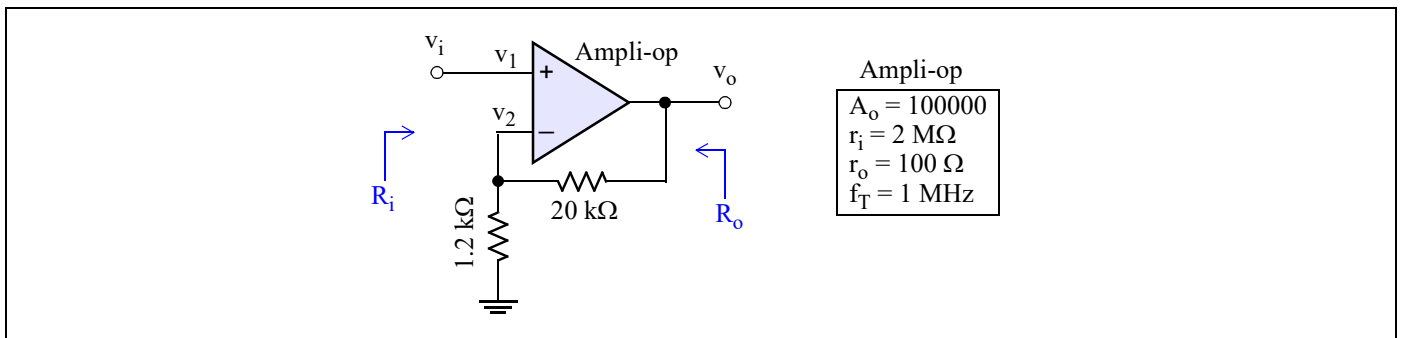 Ampli-op
vᵢ
v₁
+
vₒ
v₂
−
Rᵢ
20 kΩ
1.2 kΩ
Rₒ
Ampli-op
Aₒ = 100000
rᵢ = 2 MΩ
rₒ = 100 Ω
f_T = 1 MHz